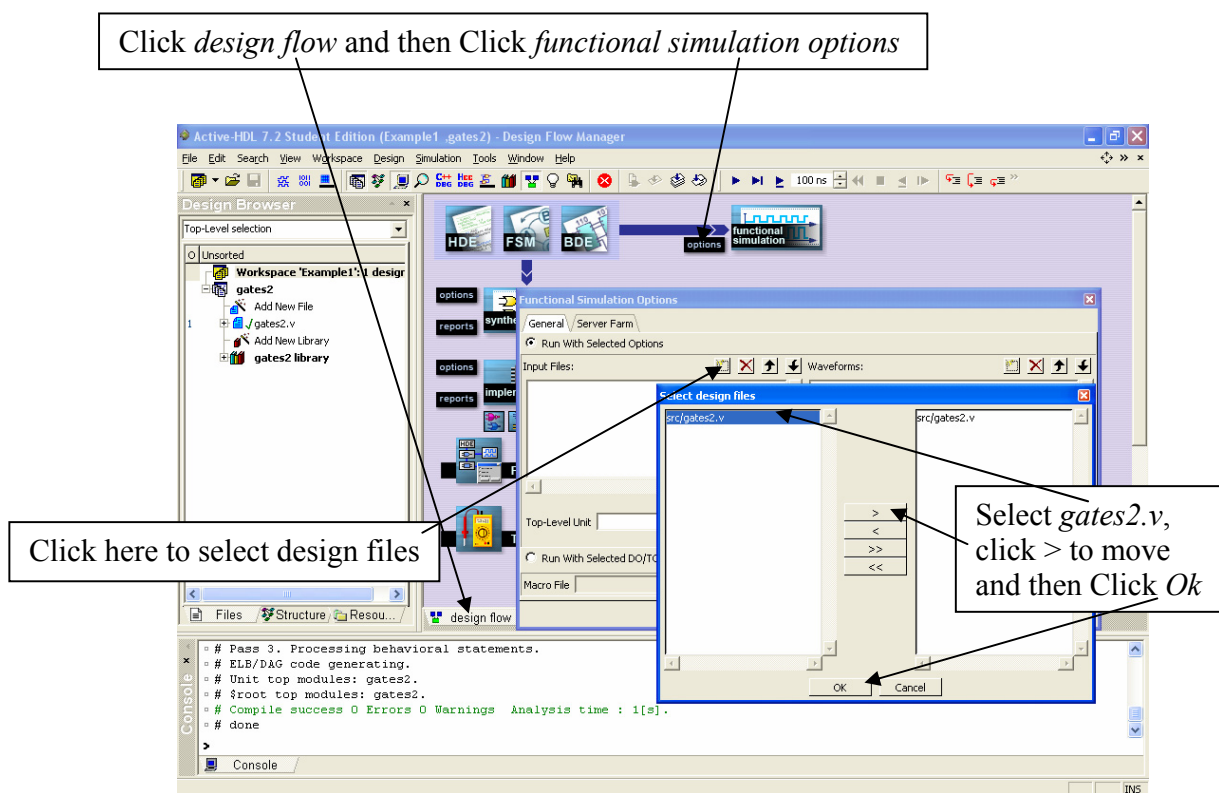 Click design flow and then Click functional simulation options
Active-HDL 7.2 Student Edition (Example1 ,gates2) - Design Flow Manager
File Edit Search View Workspace Design Simulation Tools Window Help
100 ns
Design Browser
Top-Level selection
O Unsorted
Workspace 'Example1': 1 design
gates2
Add New File
1 gates2.v
Add New Library
gates2 library
Files Structure Resou...
HDE FSM BDE
options
functional simulation
options
reports
options
reports
design flow
Functional Simulation Options
General Server Farm
Run With Selected Options
Input Files:
Waveforms:
Top-Level Unit
Run With Selected DO/TC
Macro File
Select design files
src/gates2.v
src/gates2.v
>
<
>>
<<
OK Cancel
Click here to select design files
Select gates2.v,
click > to move
and then Click Ok
# Pass 3. Processing behavioral statements.
# ELB/DAG code generating.
# Unit top modules: gates2.
# $root top modules: gates2.
# Compile success 0 Errors 0 Warnings Analysis time : 1[s].
# done
>
Console
Console
INS